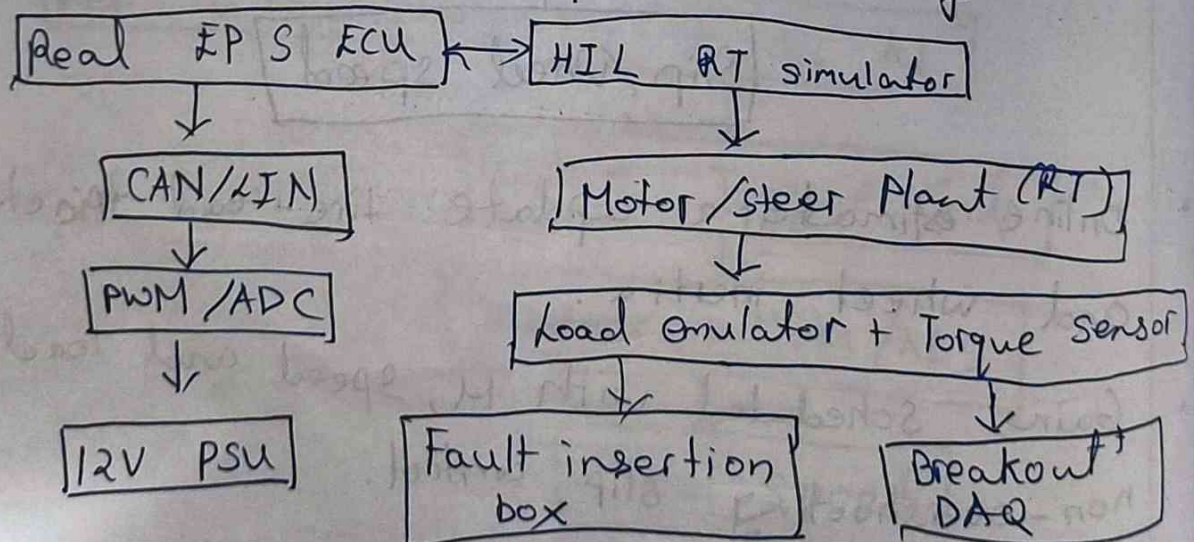 Real EPS ECU
HIL RT simulator
CAN/LIN
Motor/Steer Plant (RT)
PWM/ADC
Load emulator + Torque Sensor
12V PSU
Fault insertion
box
Breakout
DAQ